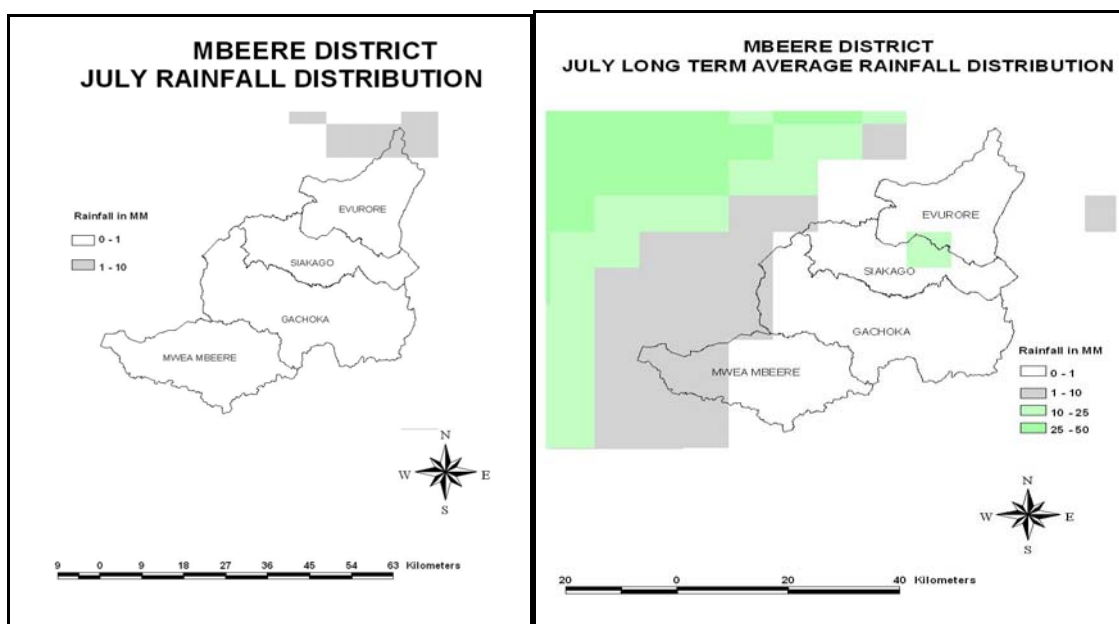 MBEERE DISTRICT
JULY RAINFALL DISTRIBUTION
Rainfall in MM
0 - 1
1 - 10
EVURORE
SIAKAGO
GACHOKA
MWEA MBEERE
N
W E
S
9 0 9 18 27 36 45 54 63 Kilometers
MBEERE DISTRICT
JULY LONG TERM AVERAGE RAINFALL DISTRIBUTION
EVURORE
SIAKAGO
GACHOKA
MWEA MBEERE
Rainfall in MM
0 - 1
1 - 10
10 - 25
25 - 50
N
W E
S
20 0 20 40 Kilometers